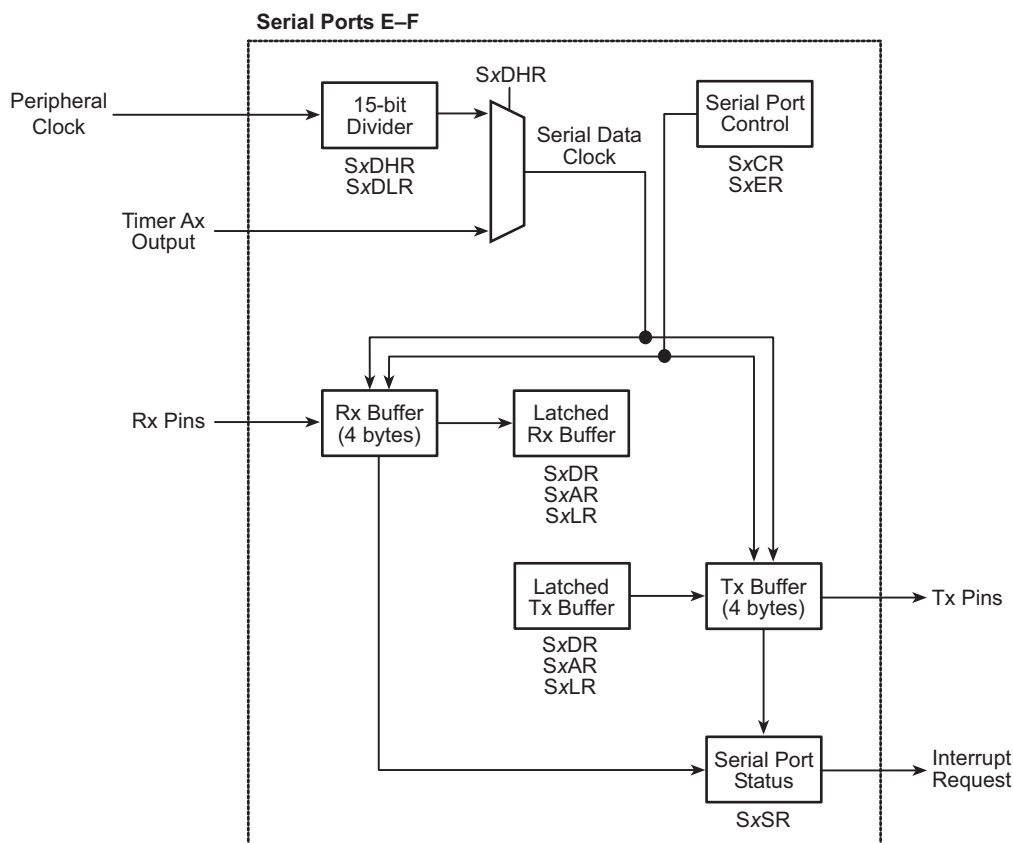 Serial Ports E–F
Peripheral
Clock
15-bit
Divider
SxDHR
SxDLR
SxDHR
Serial Data
Clock
Serial Port
Control
SxCR
SxER
Timer Ax
Output
Rx Pins
Rx Buffer
(4 bytes)
Latched
Rx Buffer
SxDR
SxAR
SxLR
Latched
Tx Buffer
SxDR
SxAR
SxLR
Tx Buffer
(4 bytes)
Tx Pins
Serial Port
Status
SxSR
Interrupt
Request